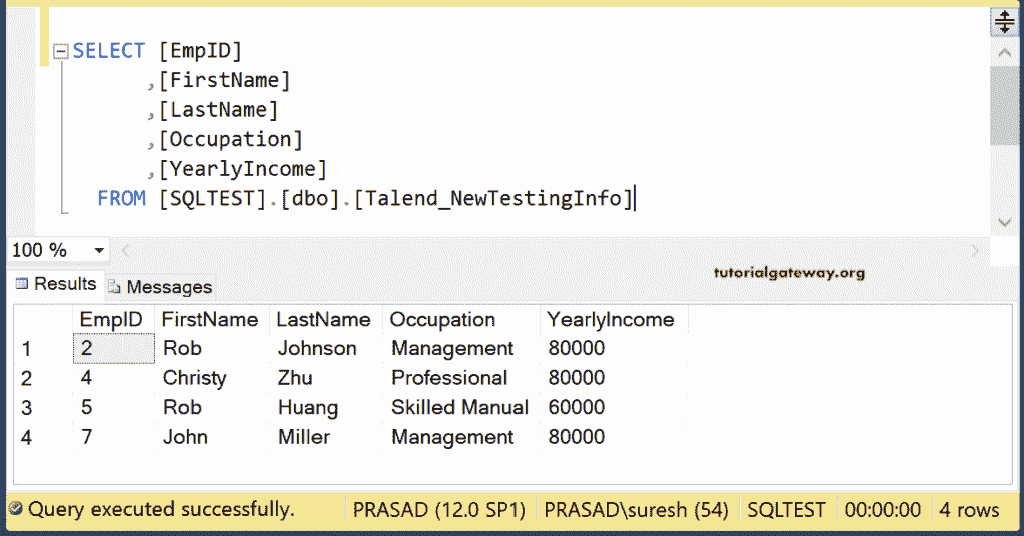 SELECT [EmpID]
,[FirstName]
,[LastName]
,[Occupation]
,[YearlyIncome]
FROM [SQLTEST].[dbo].[Talend_NewTestingInfo]
100 %
tutorialgateway.org
Results Messages
EmpID FirstName LastName Occupation YearlyIncome
1 2 Rob Johnson Management 80000
2 4 Christy Zhu Professional 80000
3 5 Rob Huang Skilled Manual 60000
4 7 John Miller Management 80000
Query executed successfully. PRASAD (12.0 SP1) PRASAD\suresh (54) SQLTEST 00:00:00 4 rows